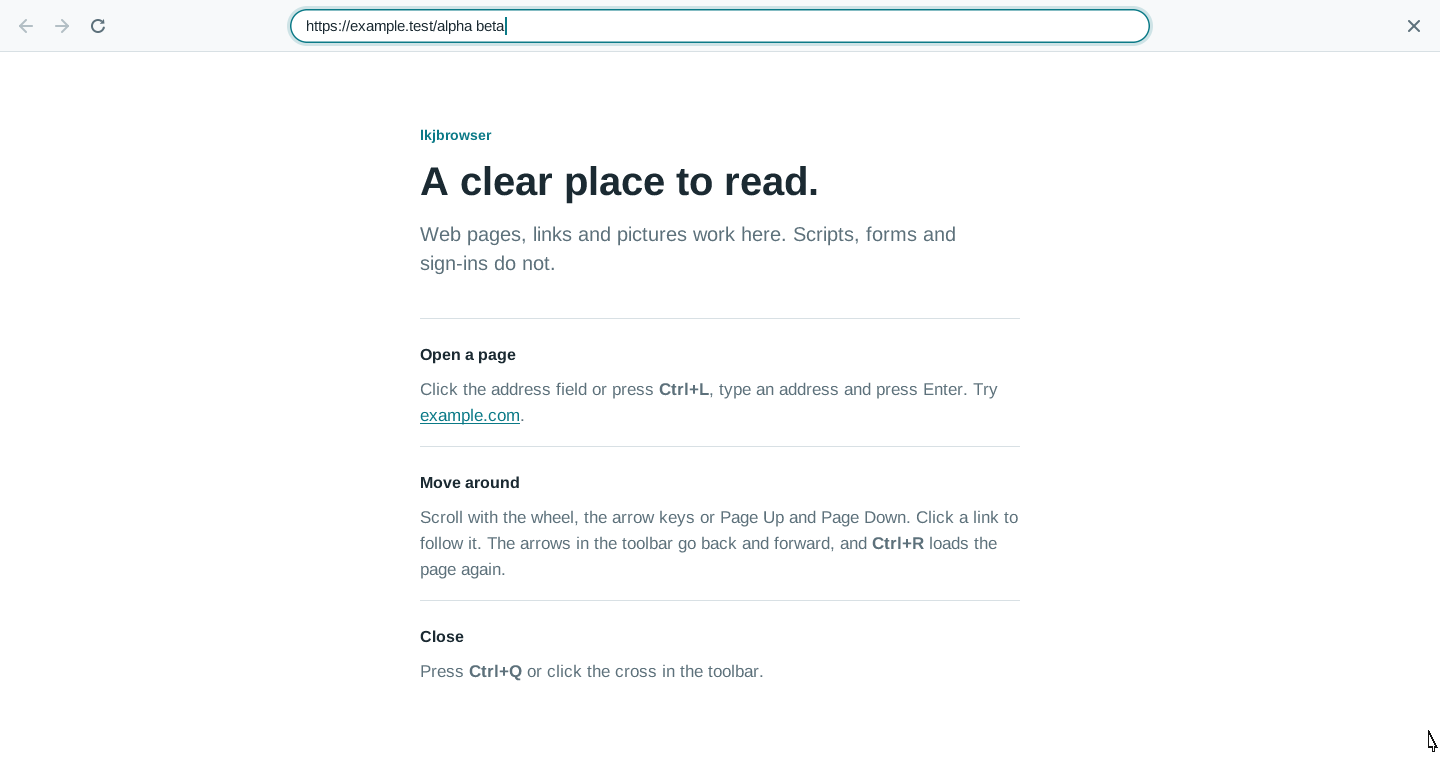 https://example.test/alpha beta
lkjbrowser
A clear place to read.
Web pages, links and pictures work here. Scripts, forms and
sign-ins do not.
Open a page
Click the address field or press Ctrl+L, type an address and press Enter. Try
example.com.
Move around
Scroll with the wheel, the arrow keys or Page Up and Page Down. Click a link to
follow it. The arrows in the toolbar go back and forward, and Ctrl+R loads the
page again.
Close
Press Ctrl+Q or click the cross in the toolbar.